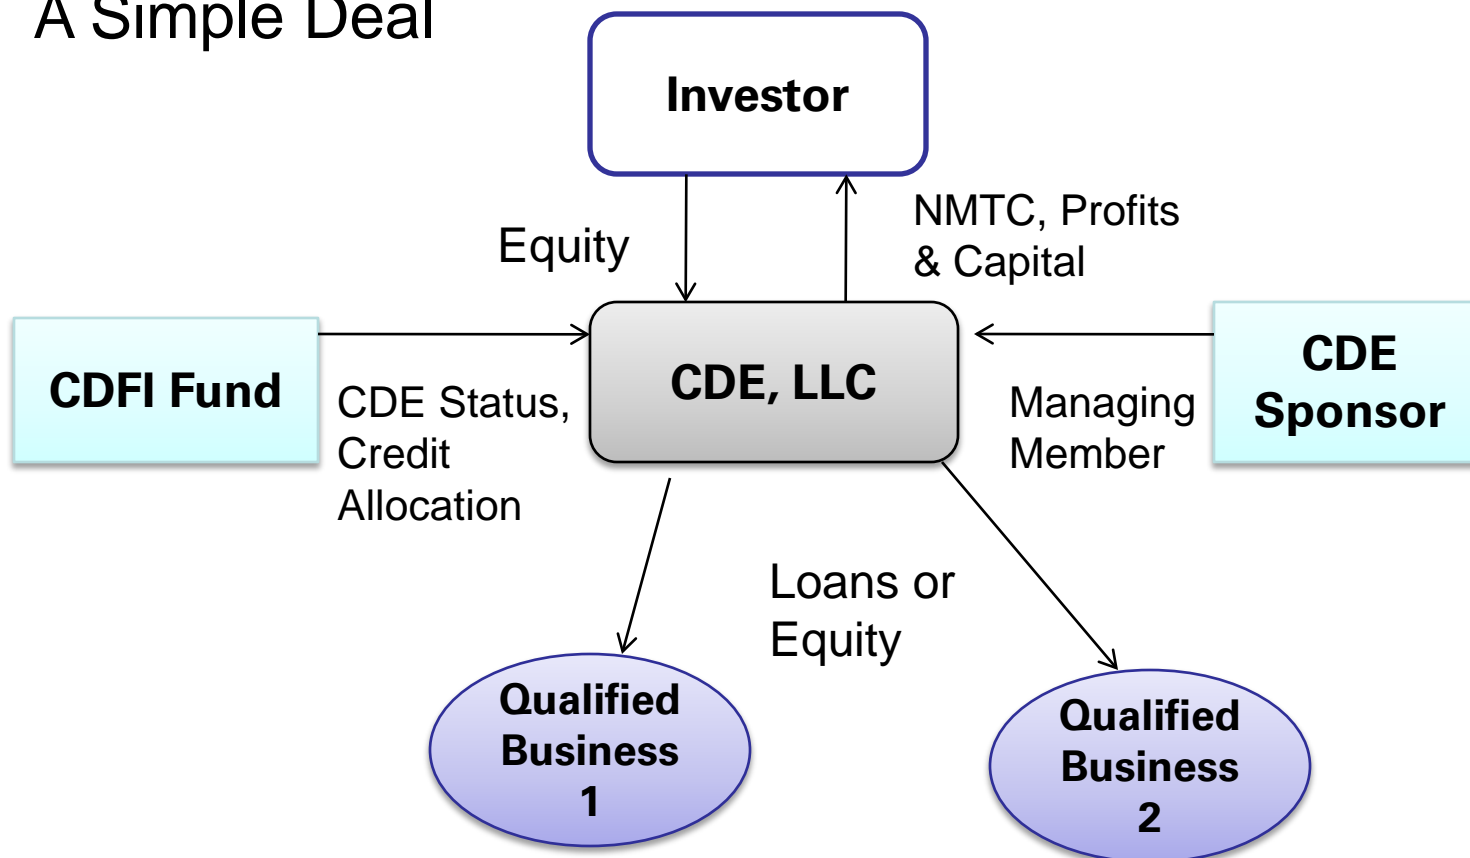 A Simple Deal
Investor
Equity
NMTC, Profits
& Capital
CDFI Fund
CDE Status,
Credit
Allocation
CDE, LLC
Managing
Member
CDE
Sponsor
Loans or
Equity
Qualified
Business
1
Qualified
Business
2